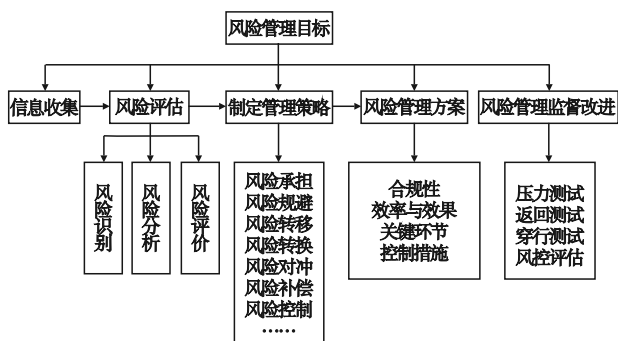 风险管理目标
信息收集
风险评估
制定管理策略
风险管理方案
风险管理监督改进
风险识别
风险分析
风险评价
风险承担
风险规避
风险转移
风险转换
风险对冲
风险补偿
风险控制
……
合规性
效率与效果
关键环节
控制措施
压力测试
返回测试
穿行测试
风控评估